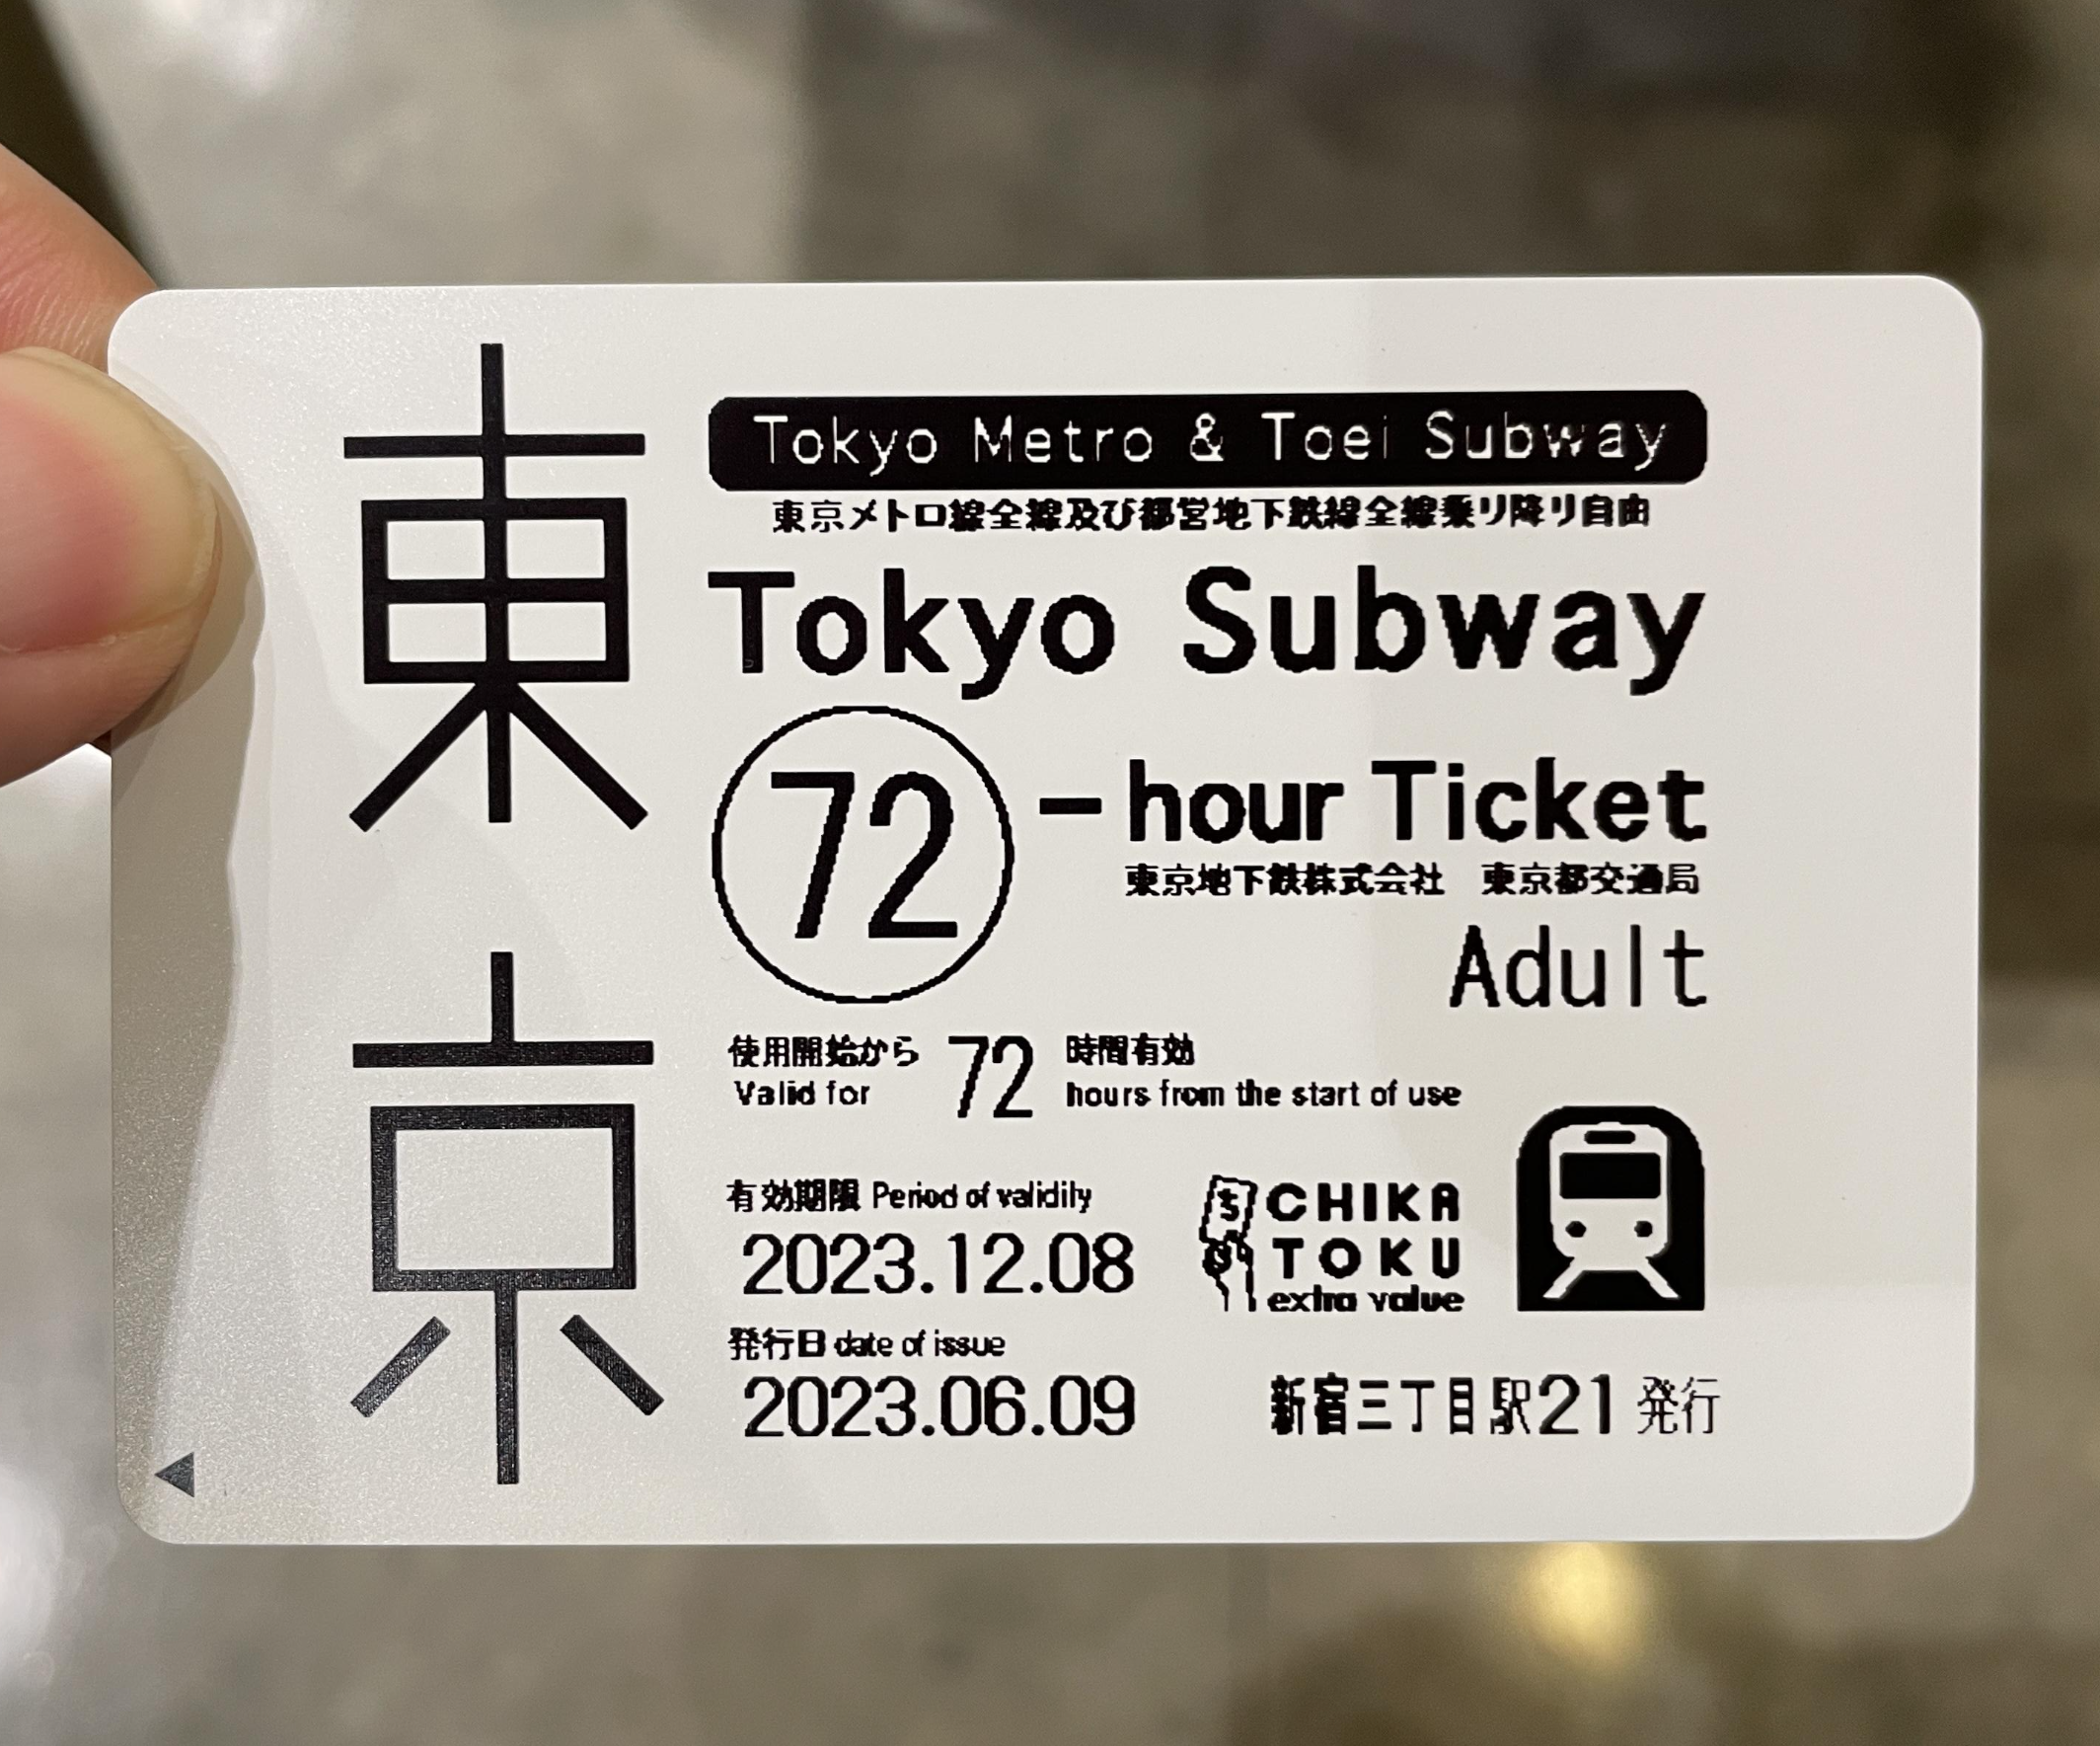 東京
Tokyo Metro & Toei Subway
東京メトロ線全線及び都営地下鉄線全線乗り降り自由
Tokyo Subway
72-hour Ticket
東京地下鉄株式会社 東京都交通局
Adult
使用開始から 72 時間有効
Valid for 72 hours from the start of use
有効期限 Period of validity
2023.12.08
CHIKA
TOKU
extra value
発行日 date of issue
2023.06.09
新宿三丁目駅21発行